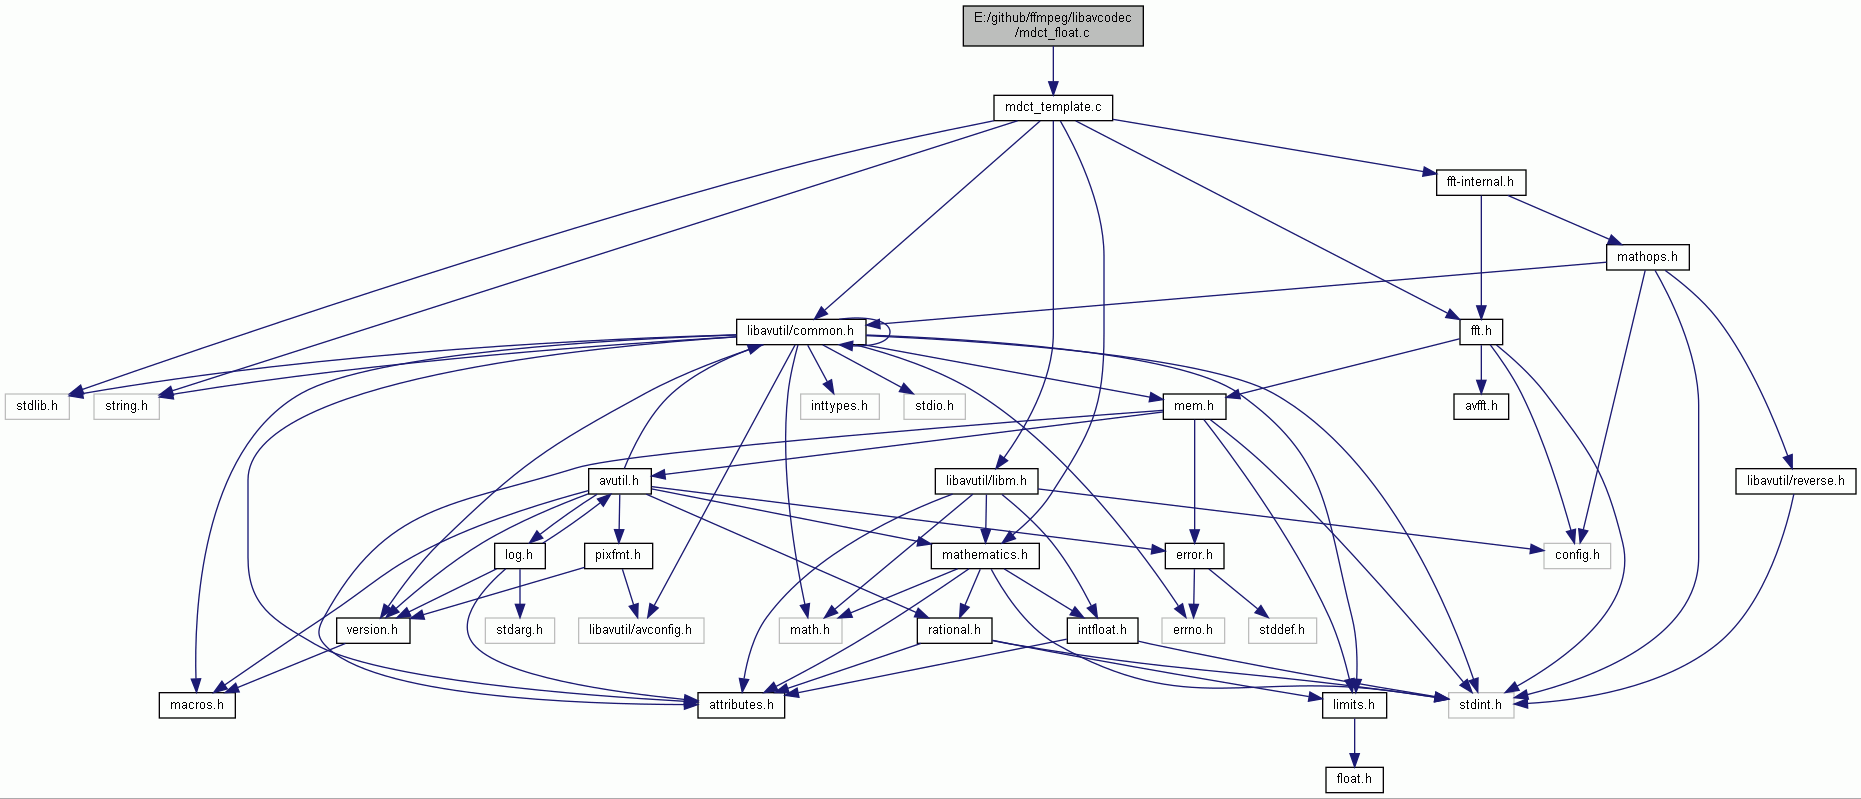 E:/github/ffmpeg/libavcodec
/mdct_float.c
mdct_template.c
fft-internal.h
mathops.h
libavutil/common.h
fft.h
stdlib.h
string.h
inttypes.h
stdio.h
mem.h
avfft.h
avutil.h
libavutil/libm.h
libavutil/reverse.h
log.h
pixfmt.h
mathematics.h
error.h
config.h
version.h
stdarg.h
libavutil/avconfig.h
math.h
rational.h
intfloat.h
errno.h
stddef.h
macros.h
attributes.h
limits.h
stdint.h
float.h